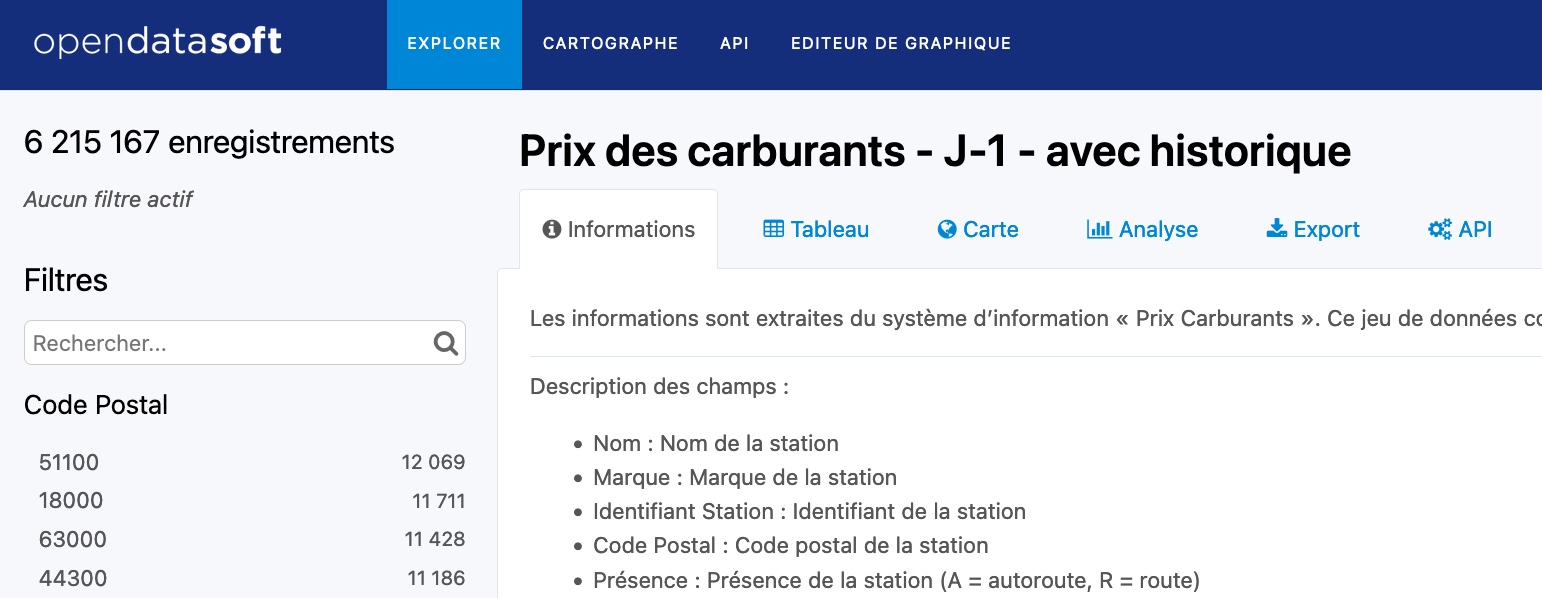 opendatasoft
EXPLORER CARTOGRAPHE API EDITEUR DE GRAPHIQUE
6 215 167 enregistrements
Aucun filtre actif
Filtres
Rechercher...
Code Postal
51100 12 069
18000 11 711
63000 11 428
44300 11 186
Prix des carburants - J-1 - avec historique
Informations Tableau Carte Analyse Export API
Les informations sont extraites du système d’information « Prix Carburants ». Ce jeu de données
Description des champs :
• Nom : Nom de la station
• Marque : Marque de la station
• Identifiant Station : Identifiant de la station
• Code Postal : Code postal de la station
• Présence : Présence de la station (A = autoroute, R = route)